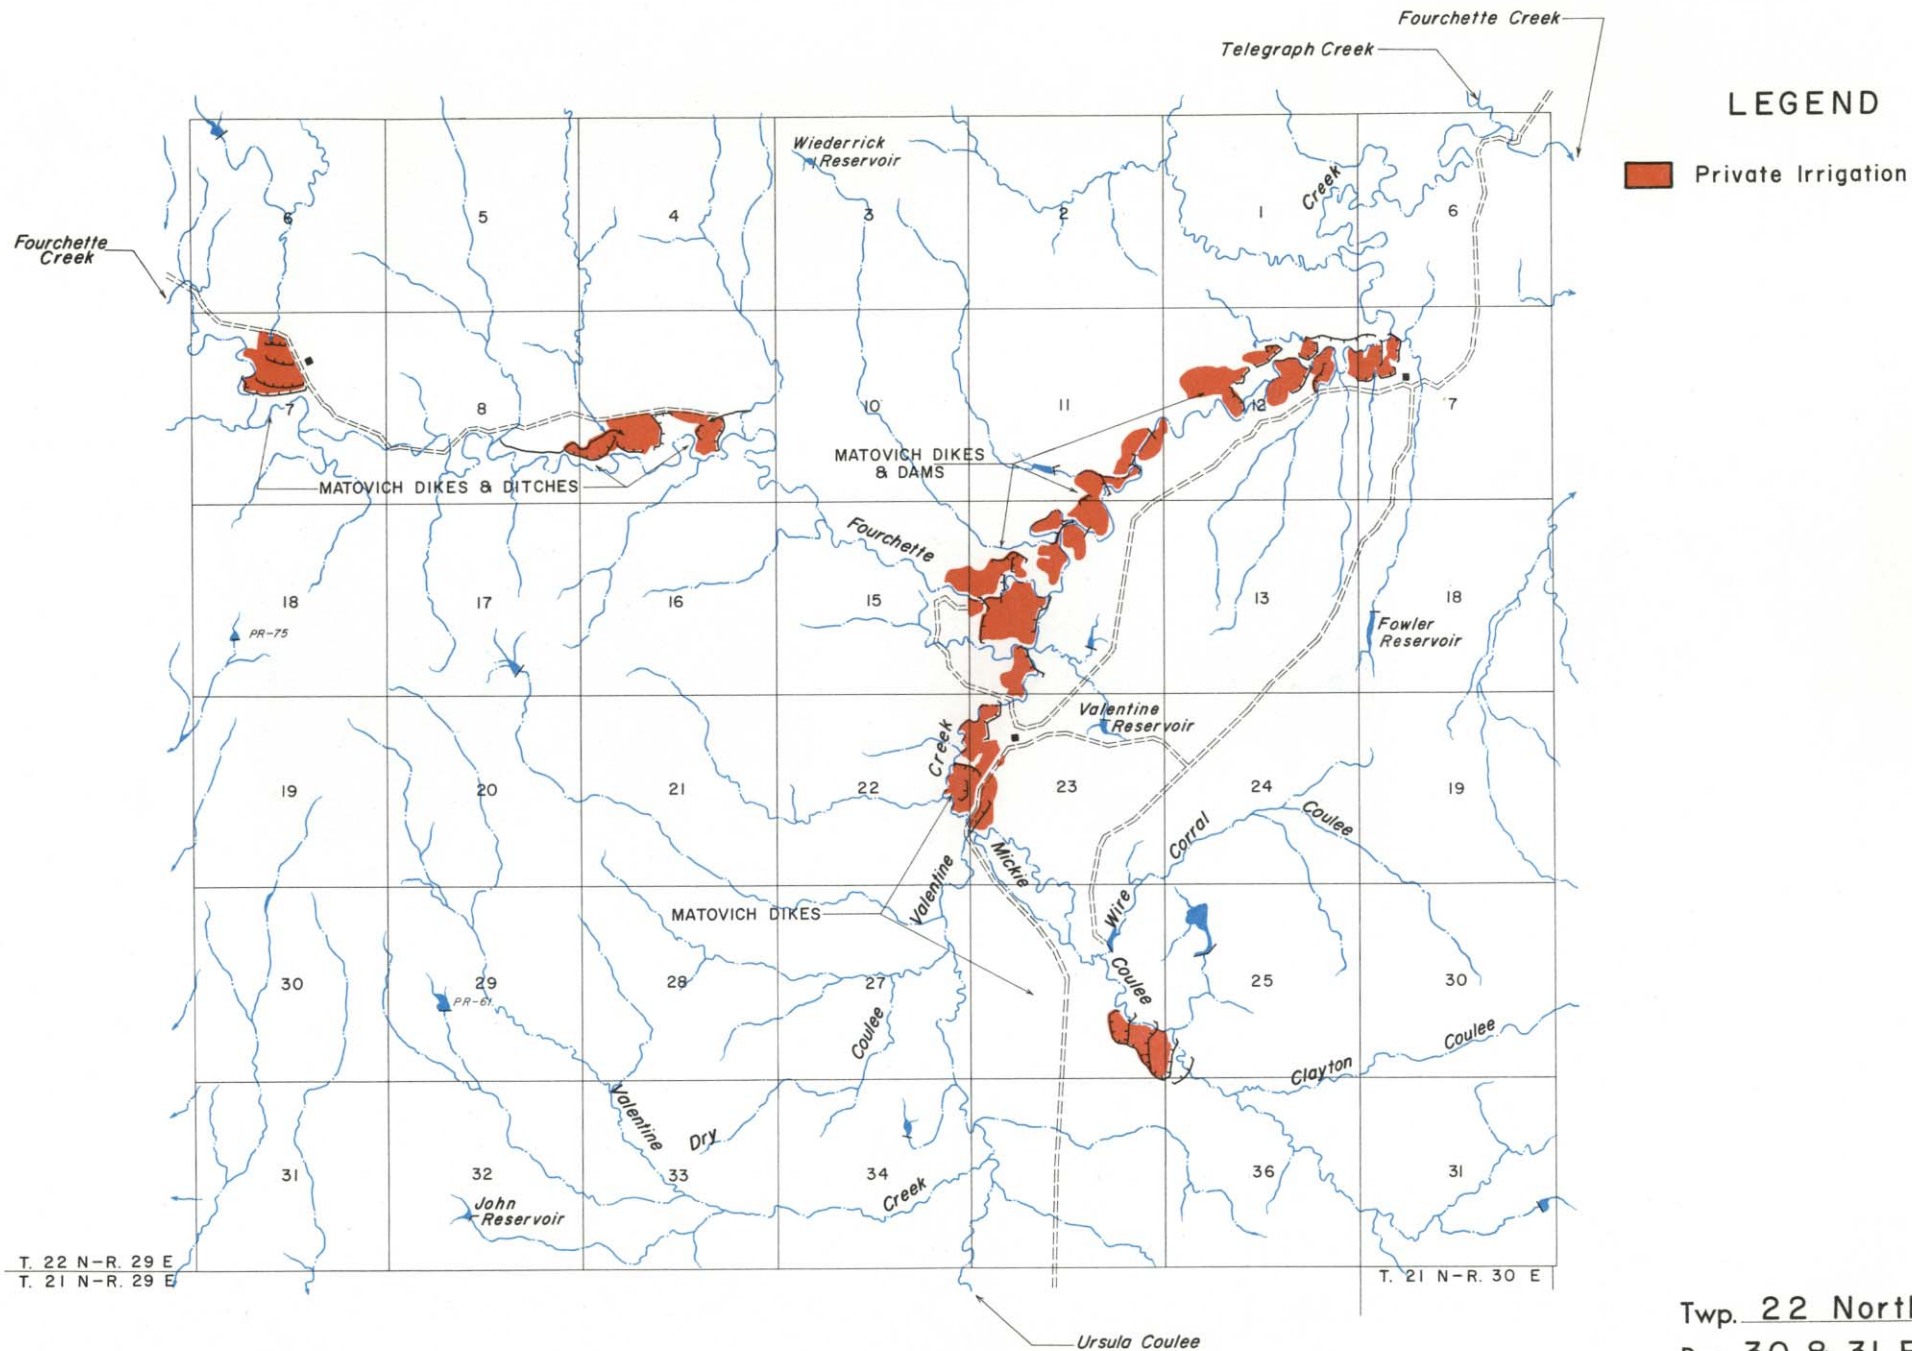 Fourchette Creek
Telegraph Creek
LEGEND
Private Irrigation
Wiederrick
Reservoir
Creek
6
5
4
3
2
1
6
Fourchette
Creek
7
8
10
11
12
7
MATOVICH DIKES
& DAMS
MATOVICH DIKES & DITCHES
Fourchette
18
17
16
15
13
18
PR-75
Fowler
Reservoir
Valentine
Reservoir
Creek
19
20
21
22
23
24
19
Coulee
Corral
Mickie
Valentine
Wire
MATOVICH DIKES
30
29
28
27
25
30
PR-61
Coulee
Coulee
Coulee
Clayton
Valentine
Dry
31
32
33
34
36
31
Creek
John
Reservoir
T. 22 N-R. 29 E
T. 21 N-R. 29 E
T. 21 N-R. 30 E
Twp. 22 North
30 & 31
Ursula Coulee